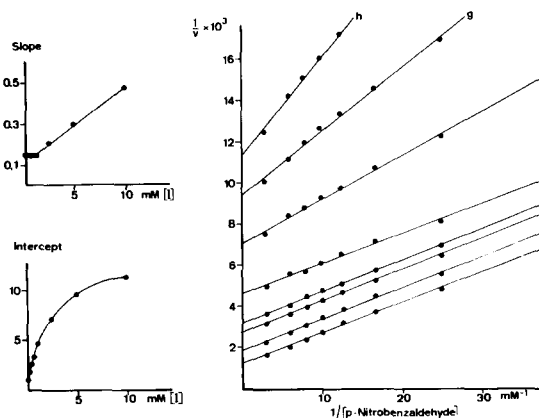 Slope
0.5
0.3
0,1
5
10
mM [I]
Intercept
10
5
5
10
mM [I]
1/v × 10³
16
14
12
10
8
6
4
2
h
g
10
20
30
mM⁻¹
1/[p-Nitrobenzaldehyde]